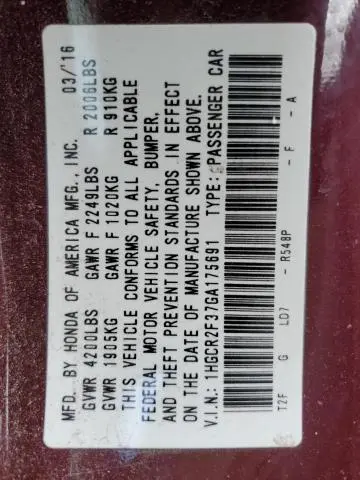 MFD. BY HONDA OF AMERICA MFG., INC. 03/'16
GVWR 4200LBS GAWR F 2249LBS R 2006LBS
GVWR 1905KG GAWR F 1020KG R 910KG
THIS VEHICLE CONFORMS TO ALL APPLICABLE
FEDERAL MOTOR VEHICLE SAFETY, BUMPER,
AND THEFT PREVENTION STANDARDS IN EFFECT
ON THE DATE OF MANUFACTURE SHOWN ABOVE.
V.I.N.: 1HGCR2F37GA175691 TYPE: PASSENGER CAR
T2F G LD7 - R548P - F - A